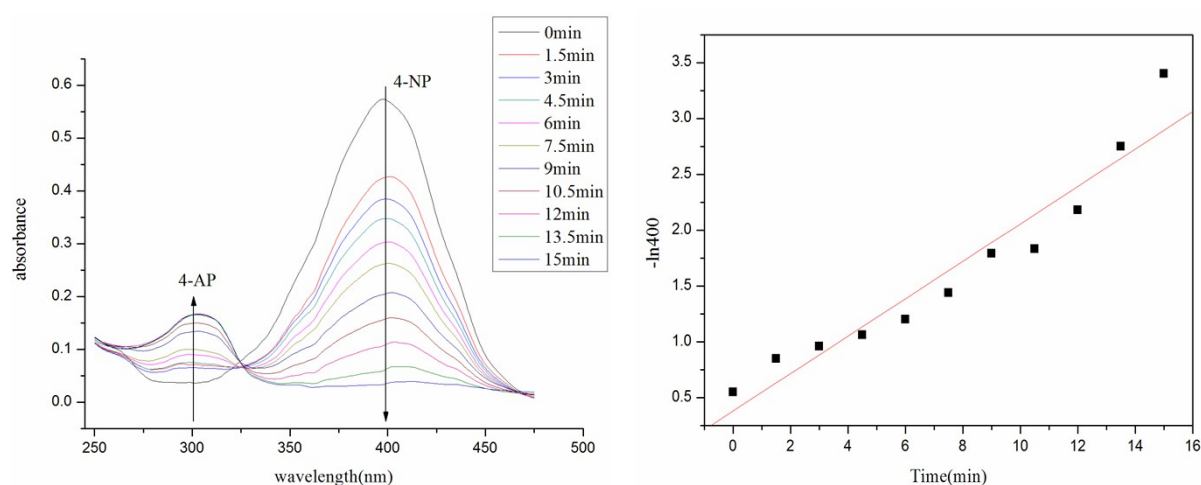 0min
1.5min
3min
4.5min
6min
7.5min
9min
10.5min
12min
13.5min
15min
4-NP
4-AP
absorbance
0.6
0.5
0.4
0.3
0.2
0.1
0.0
250 300 350 400 450 500
wavelength(nm)
-ln400
3.5
3.0
2.5
2.0
1.5
1.0
0.5
0 2 4 6 8 10 12 14 16
Time(min)